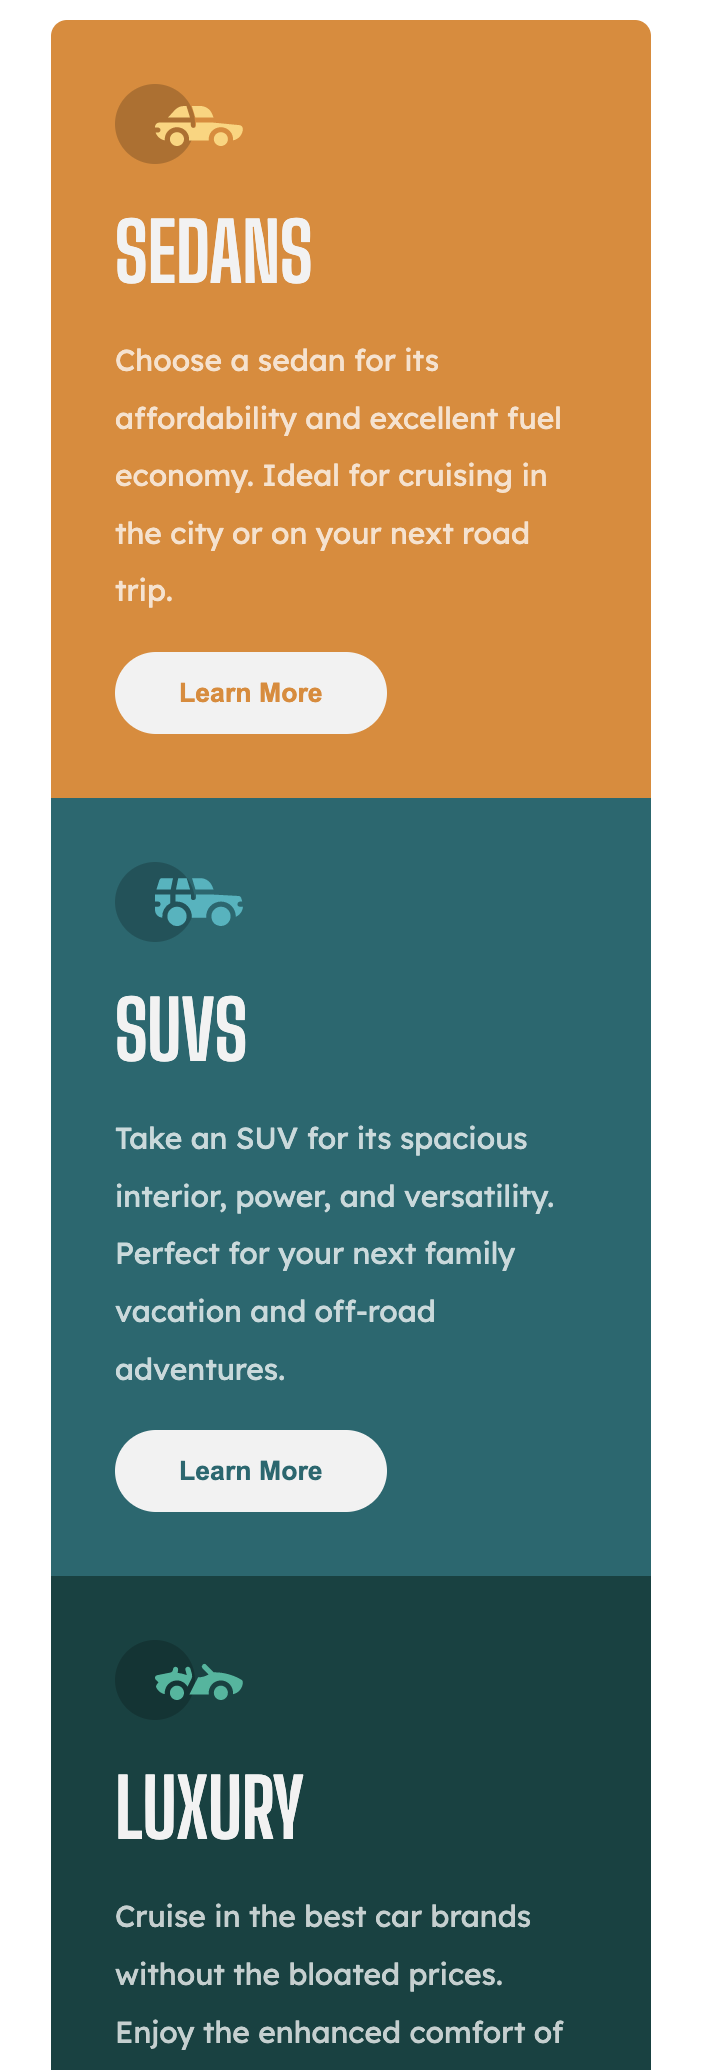 SEDANS
Choose a sedan for its
affordability and excellent fuel
economy. Ideal for cruising in
the city or on your next road
trip.
Learn More
SUVS
Take an SUV for its spacious
interior, power, and versatility.
Perfect for your next family
vacation and off-road
adventures.
Learn More
LUXURY
Cruise in the best car brands
without the bloated prices.
Enjoy the enhanced comfort of